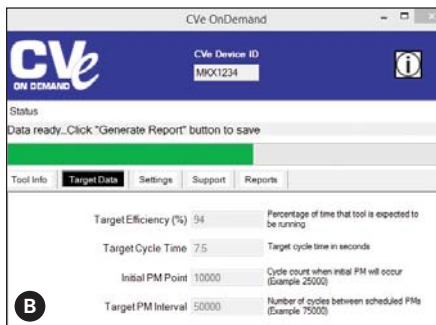 CVe OnDemand
CVe
ON DEMAND
CVe Device ID
MKX1234
i
Status
Data ready...Click "Generate Report" button to save
Tool Info Target Data Settings Support Reports
Target Efficiency (%) 94 Percentage of time that tool is expected to
be running
Target Cycle Time 7.5 Target cycle time in seconds
Initial PM Point 10000 Cycle count when initial PM will occur
(Example 25000)
Target PM Interval 50000 Number of cycles between scheduled PMs
(Example 75000)
B